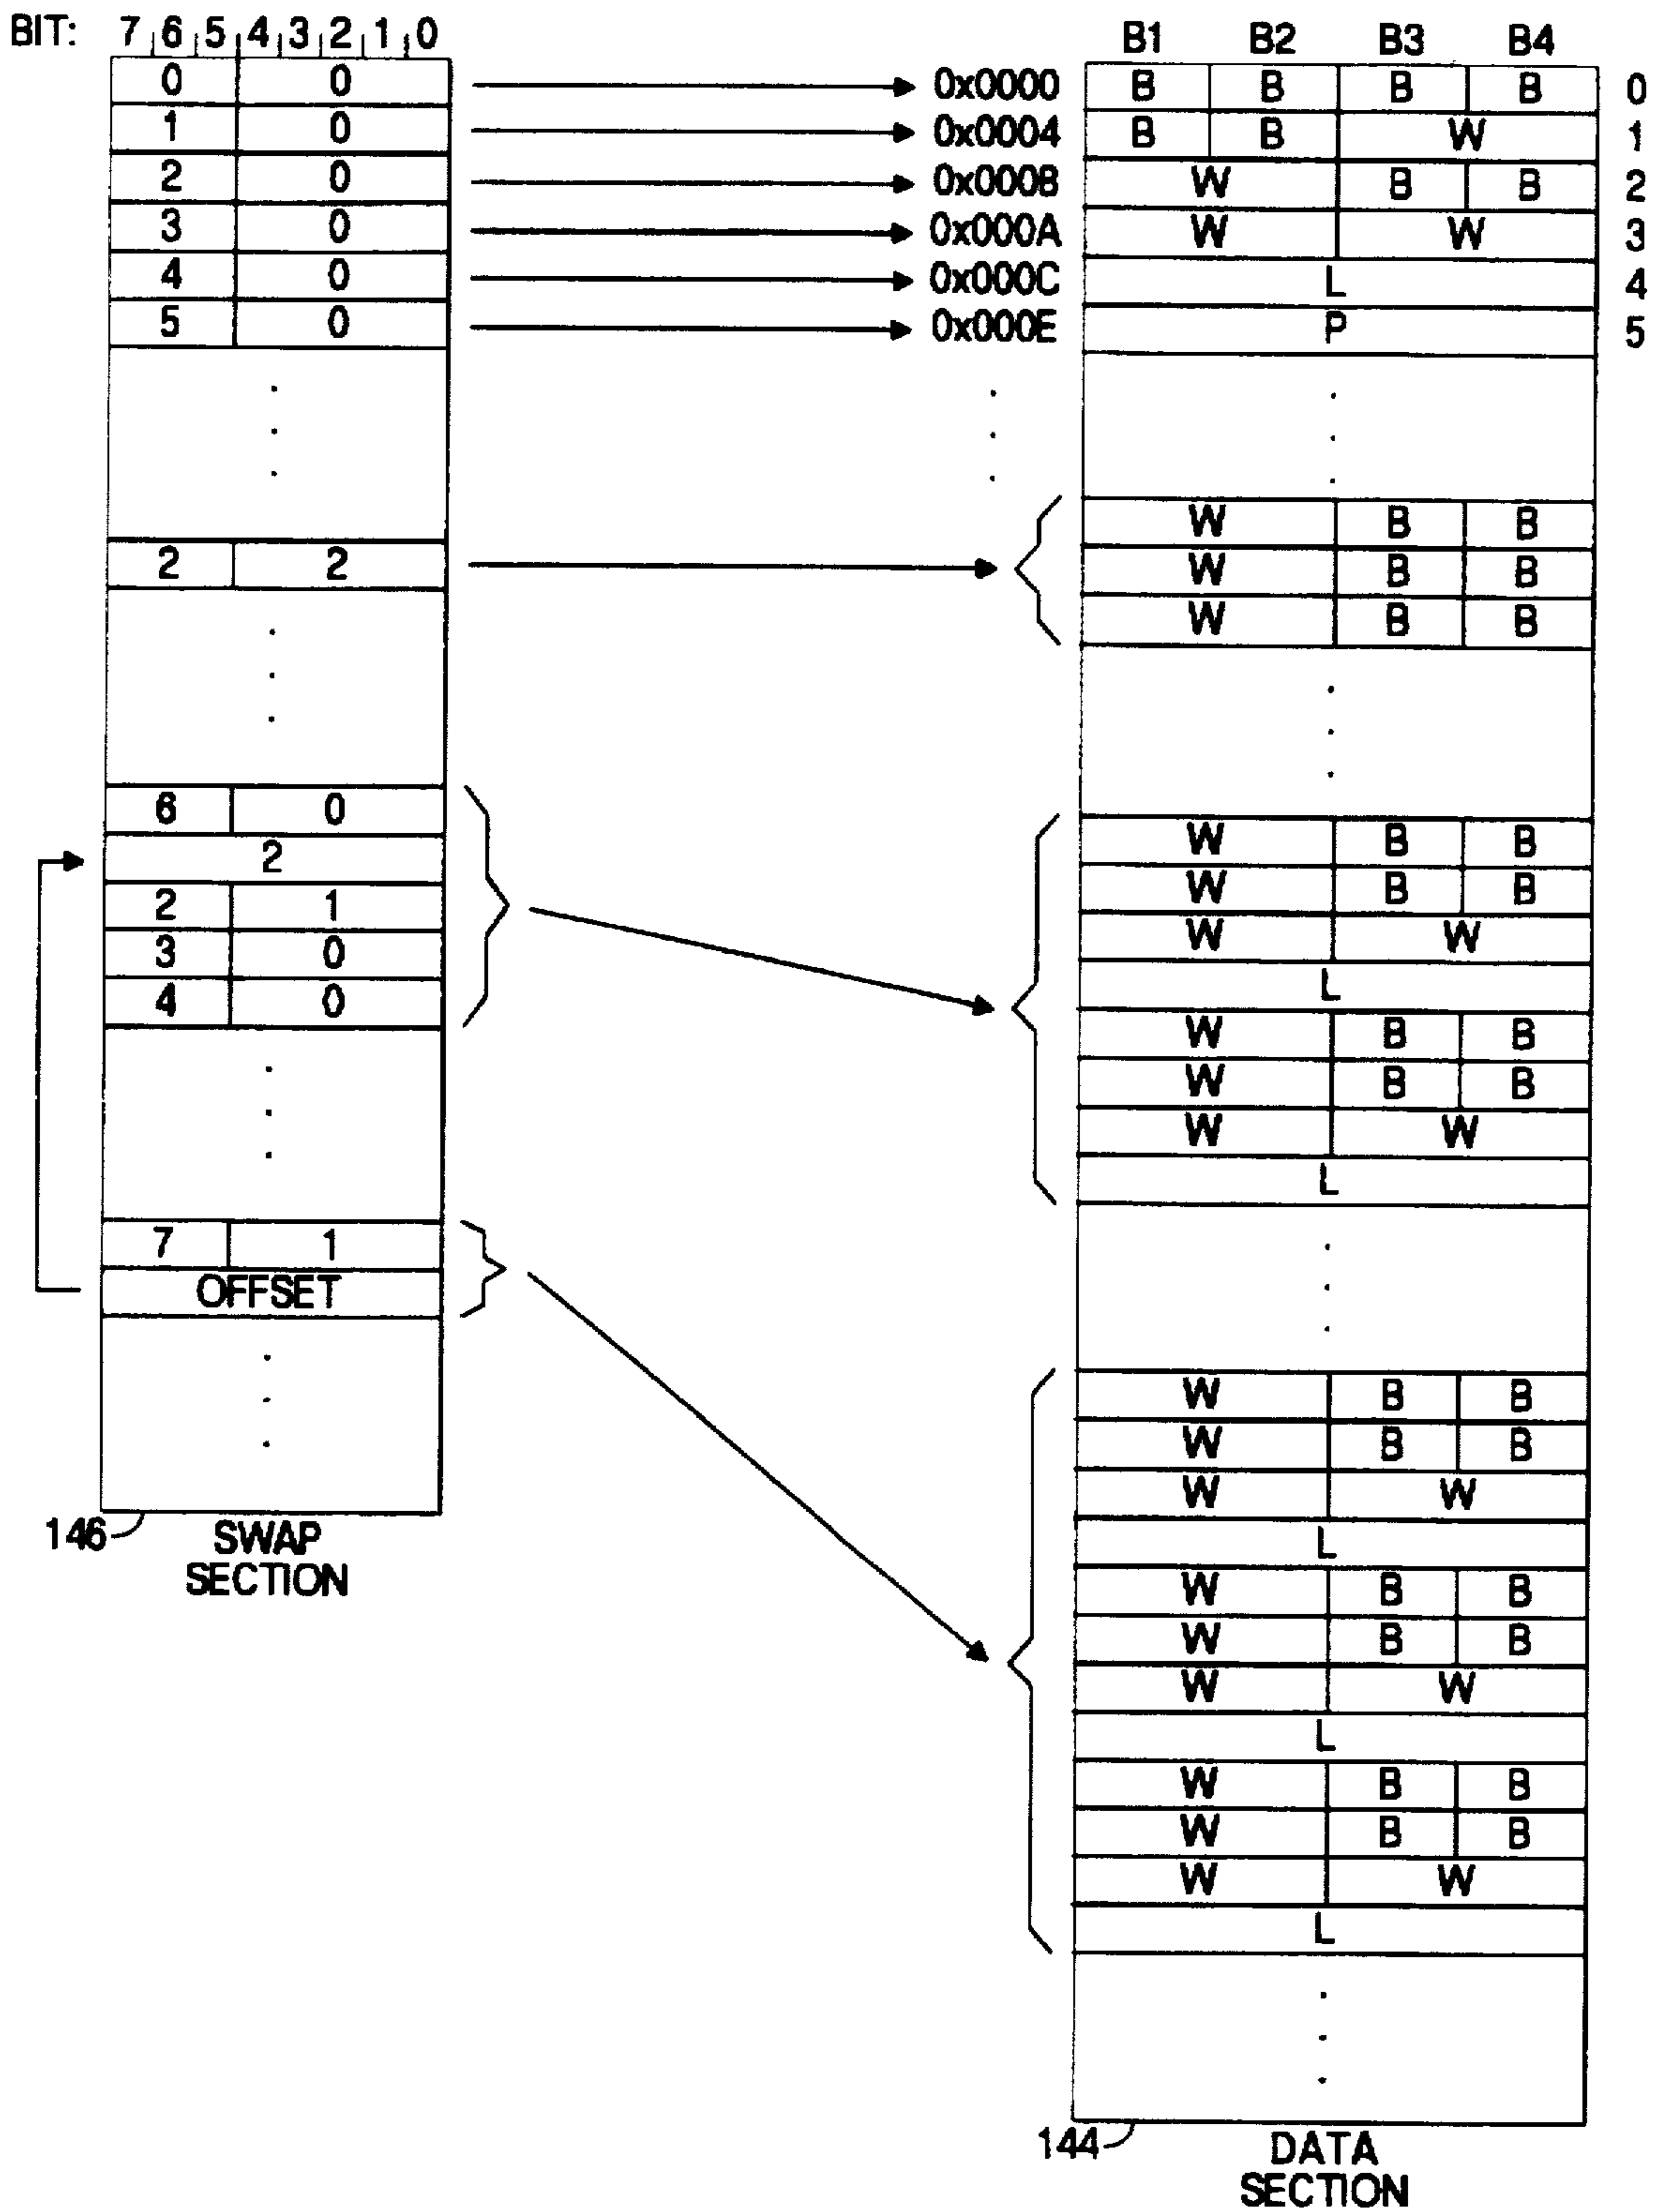 BIT: 7 6 5 4 3 2 1 0
B1 B2 B3 B4
0 0 0x0000 B B B B 0
1 0 0x0004 B B W 1
2 0 0x0008 W B B 2
3 0 0x000A W W 3
4 0 0x000C L 4
5 0 0x000E P 5
W B B
2 2 W B B
W B B
6 0
2
2 1
3 0
4 0
W B B
W B B
W W
L
W B B
W B B
W W
L
7 1
OFFSET
146
SWAP
SECTION
W B B
W B B
W W
L
W B B
W B B
W W
L
W B B
W B B
W W
L
144
DATA
SECTION